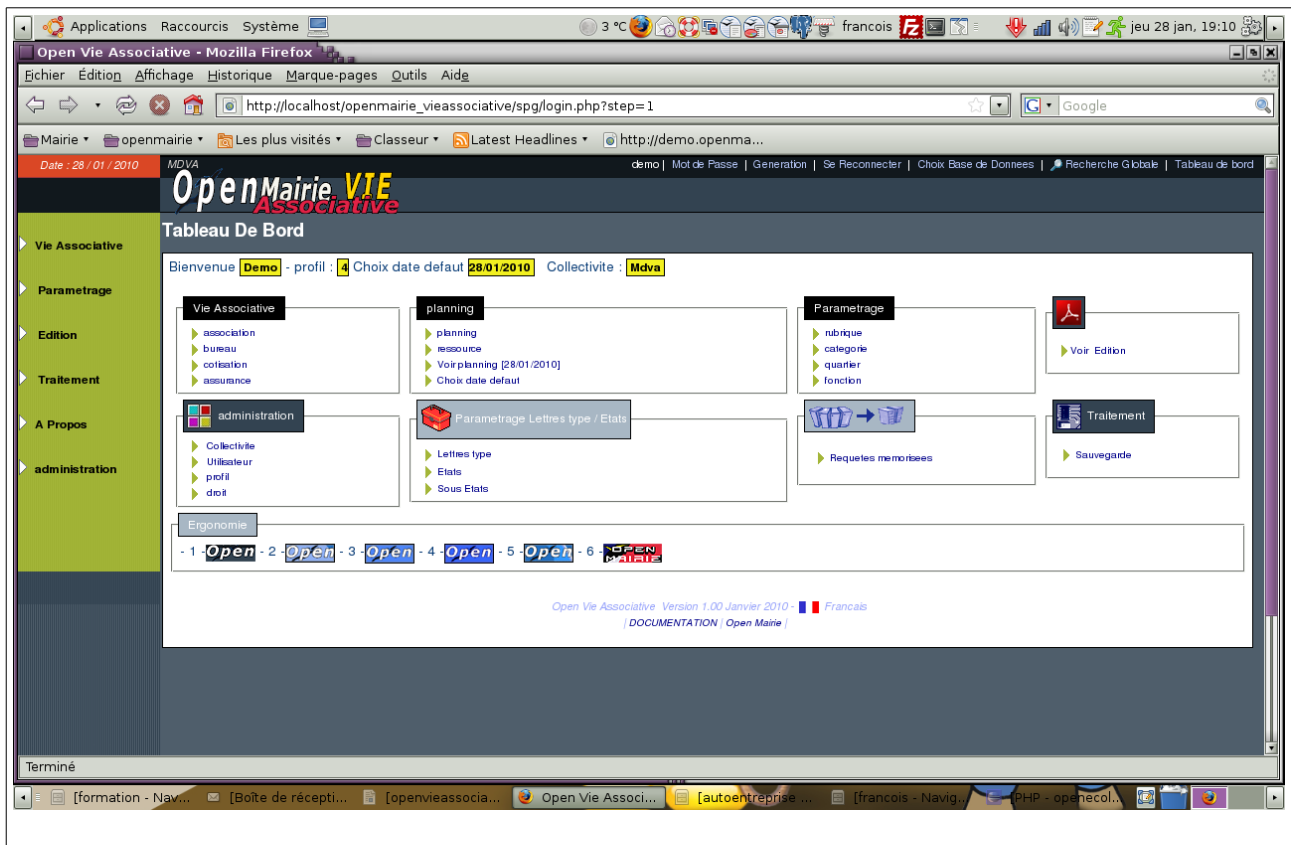 Applications Raccourcis Système 3 °C francois jeu 28 jan, 19:10
Open Vie Associative - Mozilla Firefox
Fichier Édition Affichage Historique Marque-pages Outils Aide
http://localhost/openmairie_vieassociative/spg/login.php?step=1 Google
Mairie openmairie Les plus visités Classeur Latest Headlines http://demo.openma...
Date : 28 / 01 / 2010 MDVA demo | Mot de Passe | Generation | Se Reconnecter | Choix Base de Donnees | Recherche Globale | Tableau de bord
OpenMairie VIE
Associative
Tableau De Bord
Vie Associative
Parametrage
Edition
Traitement
A Propos
administration
Bienvenue Demo - profil : 4 Choix date defaut 28/01/2010 Collectivite : Mdva
Vie Associative
association
bureau
cotisation
assurance
planning
planning
ressource
Voir planning [28/01/2010]
Choix date defaut
Parametrage
rubrique
categorie
quartier
fonction
Voir Edition
administration
Collectivite
Utilisateur
profil
droit
Parametrage Lettres type / Etats
Lettres type
Etats
Sous Etats
Requetes memorisees
Traitement
Sauvegarde
Ergonomie
- 1 - Open - 2 - Open - 3 - Open - 4 - Open - 5 - Open - 6 - OPEN MAIRIE
Open Vie Associative Version 1.00 Janvier 2010 - Francais
| DOCUMENTATION | Open Mairie |
Terminé
[formation - Nav... [Boîte de récepti... [openvieassocia... Open Vie Associ... [autoentreprise ... [francois - Navig... [PHP - openecol...